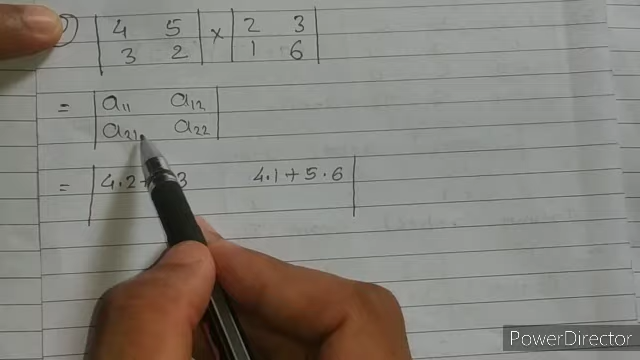 | 4 5 | × | 2 3 |
| 3 2 | | 1 6 |
= | a₁₁ a₁₂ |
| a₂₁ a₂₂ |
= | 4.2+ 3 4.1+5.6 |
PowerDirector